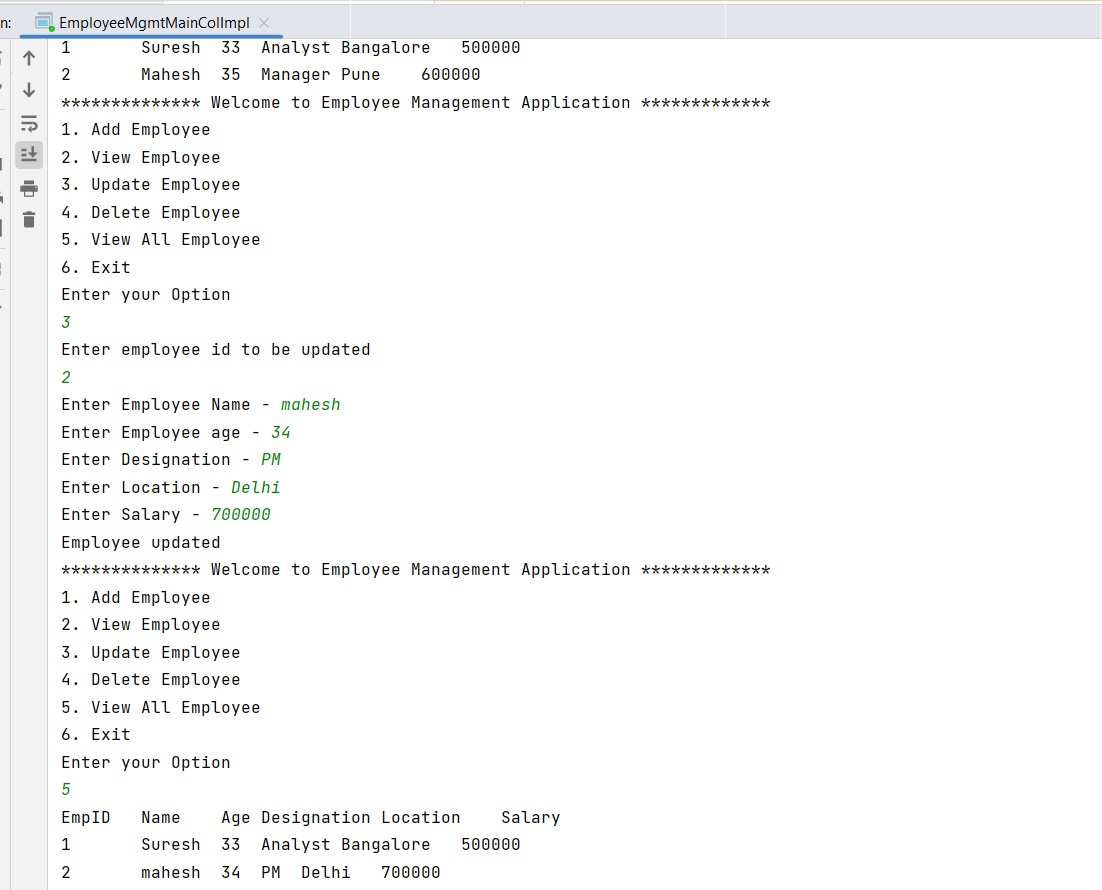 n: EmployeeMgmtMainColImpl
1 Suresh 33 Analyst Bangalore 500000
2 Mahesh 35 Manager Pune 600000
************** Welcome to Employee Management Application *************
1. Add Employee
2. View Employee
3. Update Employee
4. Delete Employee
5. View All Employee
6. Exit
Enter your Option
3
Enter employee id to be updated
2
Enter Employee Name - mahesh
Enter Employee age - 34
Enter Designation - PM
Enter Location - Delhi
Enter Salary - 700000
Employee updated
************** Welcome to Employee Management Application *************
1. Add Employee
2. View Employee
3. Update Employee
4. Delete Employee
5. View All Employee
6. Exit
Enter your Option
5
EmpID Name Age Designation Location Salary
1 Suresh 33 Analyst Bangalore 500000
2 mahesh 34 PM Delhi 700000